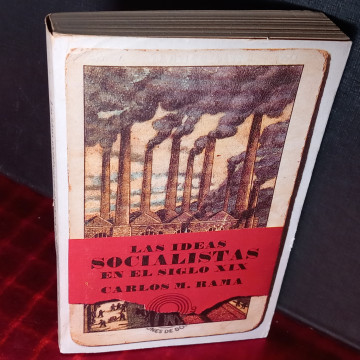 LAS IDEAS
SOCIALISTAS
EN EL SIGLO XIX
CARLOS M. RAMA